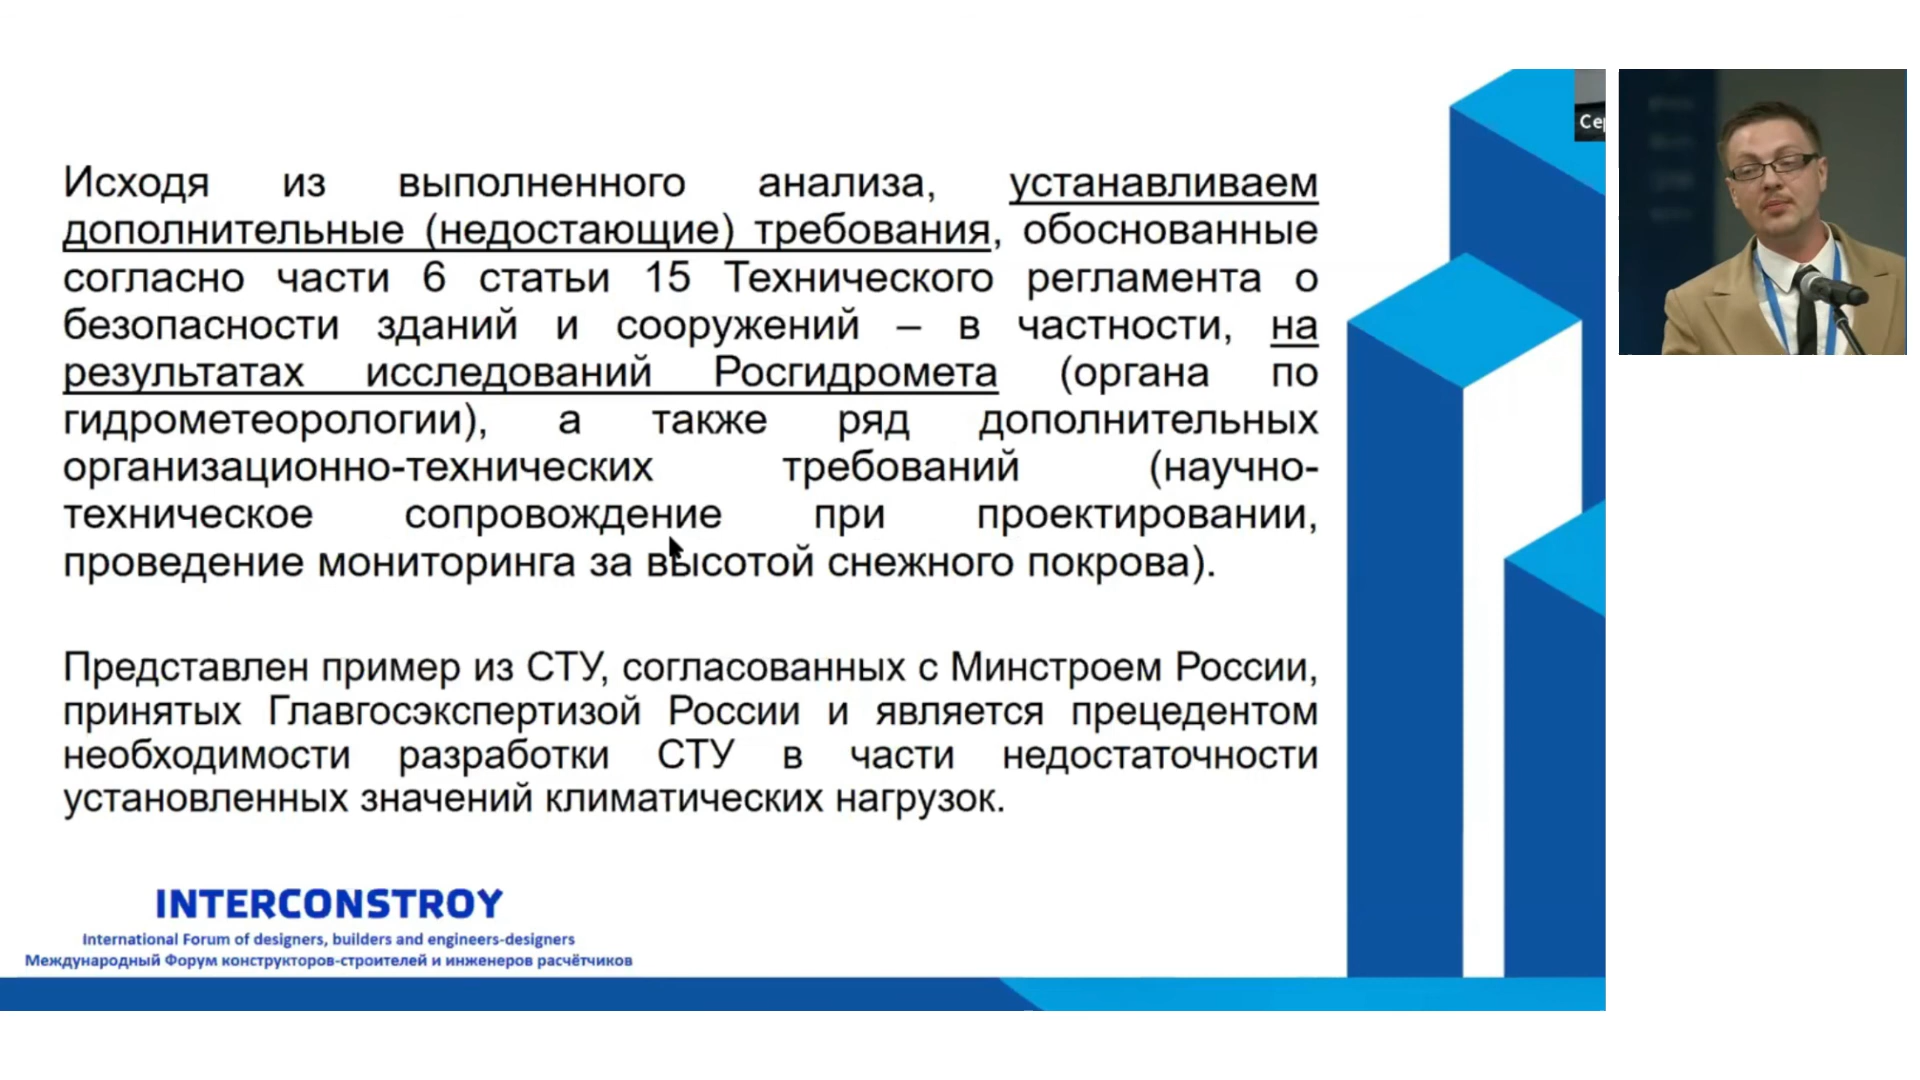 Исходя из выполненного анализа, устанавливаем
дополнительные (недостающие) требования, обоснованные
согласно части 6 статьи 15 Технического регламента о
безопасности зданий и сооружений – в частности, на
результатах исследований Росгидромета (органа по
гидрометеорологии), а также ряд дополнительных
организационно-технических требований (научно-
техническое сопровождение при проектировании,
проведение мониторинга за высотой снежного покрова).
Представлен пример из СТУ, согласованных с Минстроем России,
принятых Главгосэкспертизой России и является прецедентом
необходимости разработки СТУ в части недостаточности
установленных значений климатических нагрузок.
INTERCONSTROY
International Forum of designers, builders and engineers-designers
Международный Форум конструкторов-строителей и инженеров расчётчиков